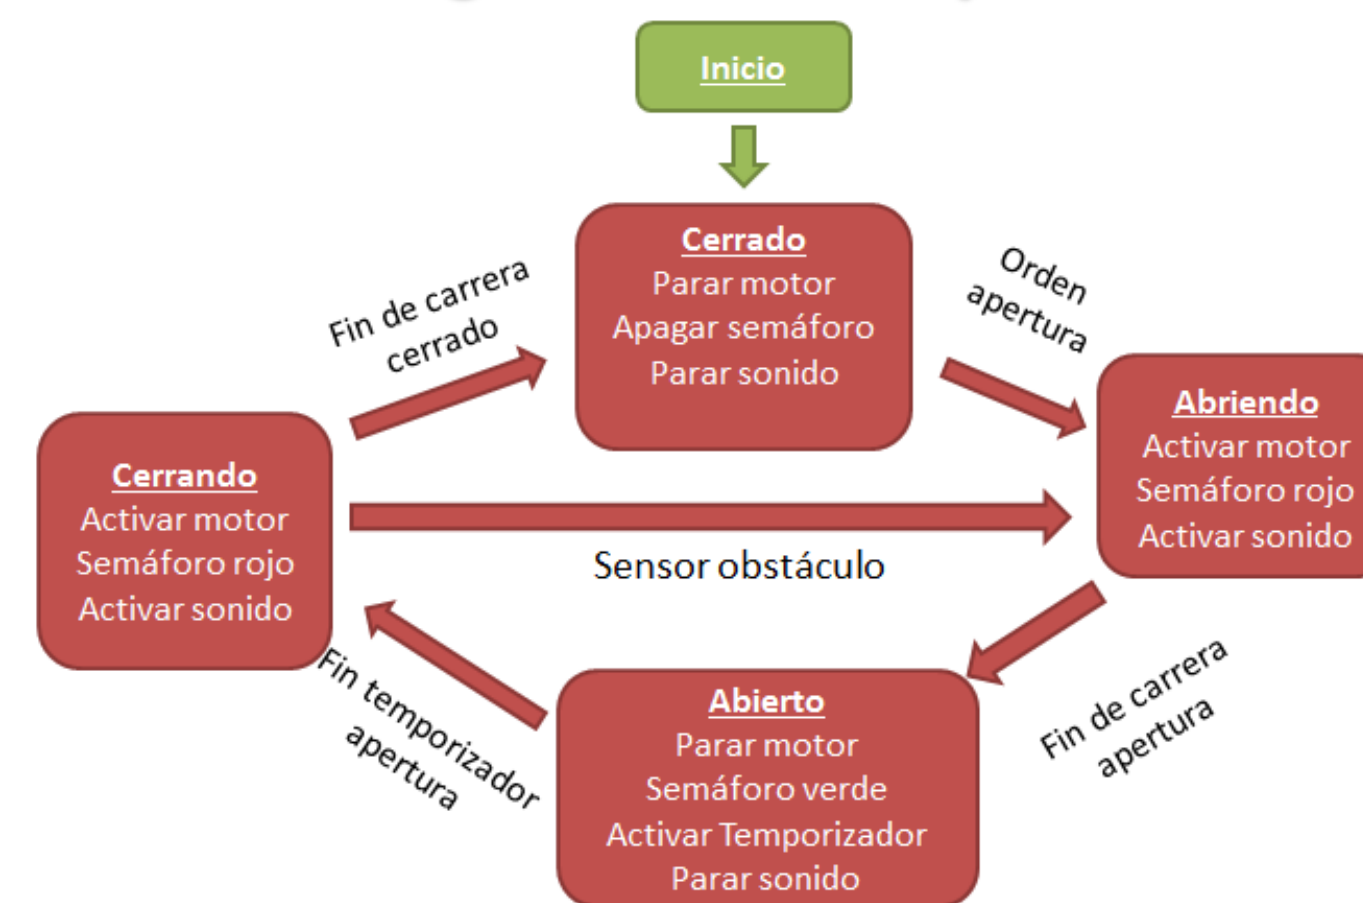 Inicio
Cerrado
Parar motor
Apagar semáforo
Parar sonido
Fin de carrera
cerrado
Orden
apertura
Abriendo
Activar motor
Semáforo rojo
Activar sonido
Cerrando
Activar motor
Semáforo rojo
Activar sonido
Sensor obstáculo
Fin temporizador
apertura
Abierto
Parar motor
Semáforo verde
Activar Temporizador
Parar sonido
Fin de carrera
apertura